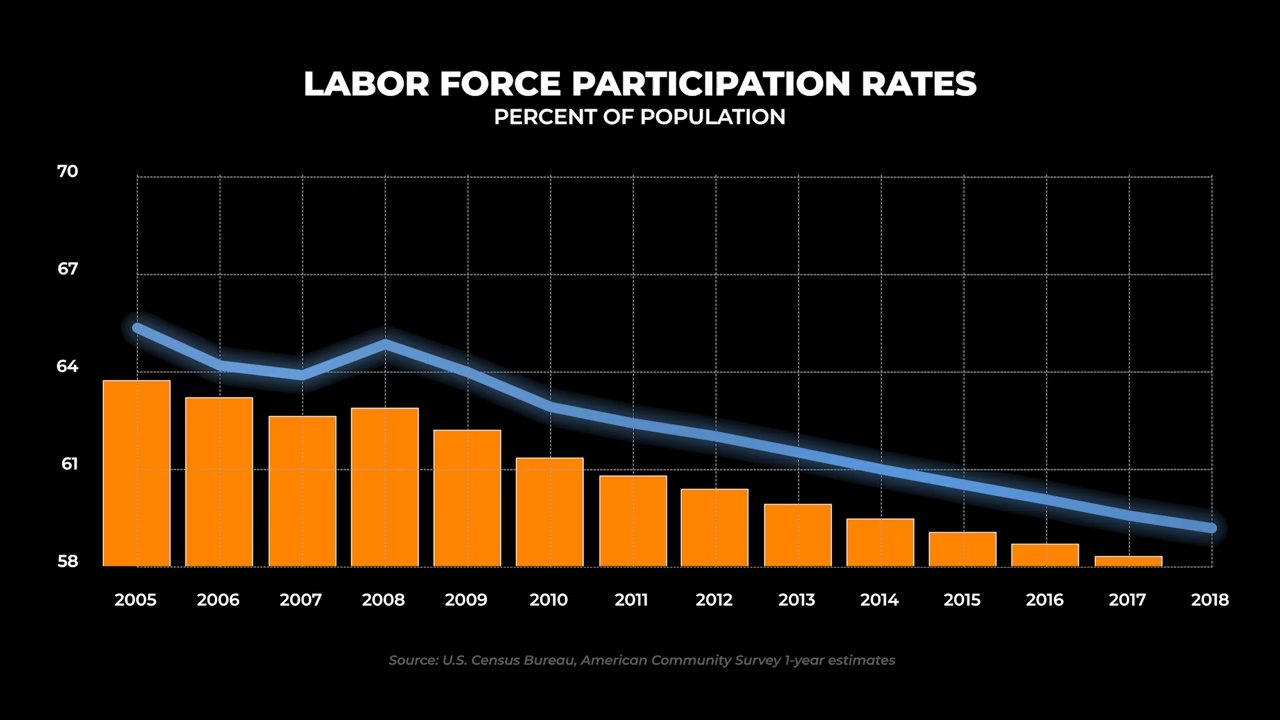 LABOR FORCE PARTICIPATION RATES
PERCENT OF POPULATION
70
67
64
61
58
2005 2006 2007 2008 2009 2010 2011 2012 2013 2014 2015 2016 2017 2018
Source: U.S. Census Bureau, American Community Survey 1-year estimates